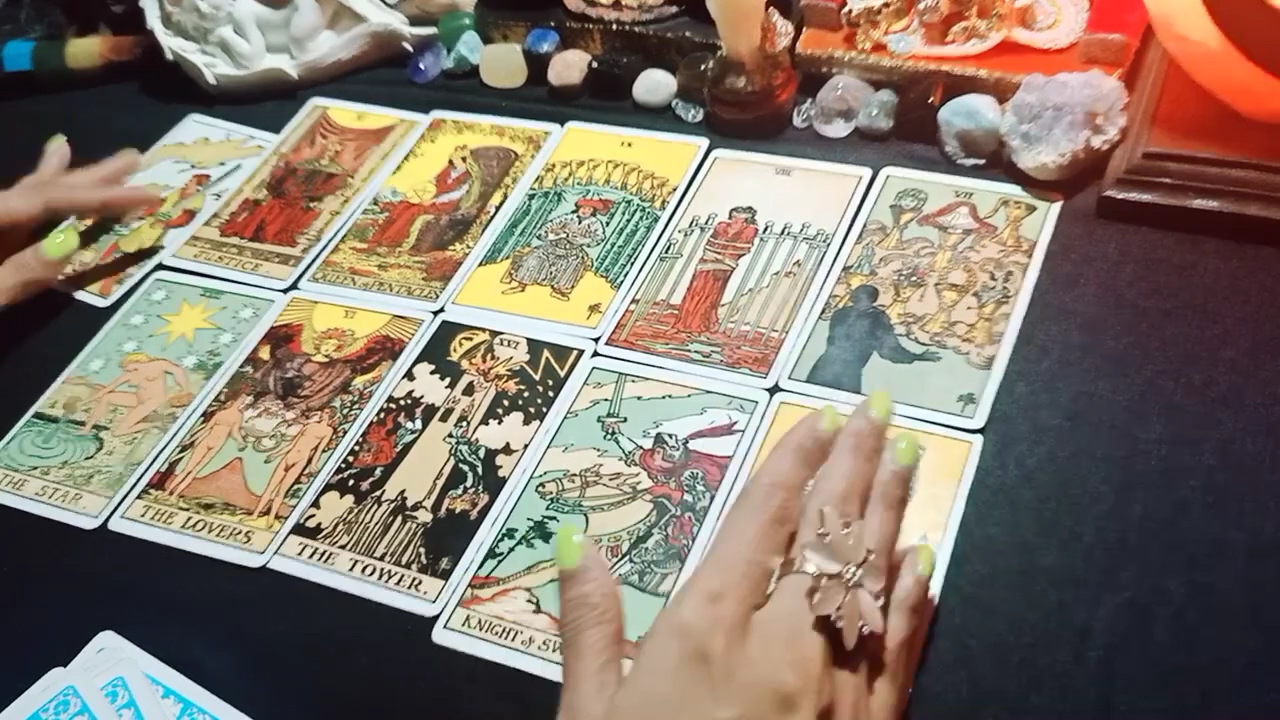 JUSTICE.
QUEEN of PENTACLES
IX
VIII
VII
THE STAR.
VI
THE LOVERS.
XVI
THE TOWER.
KNIGHT of SW